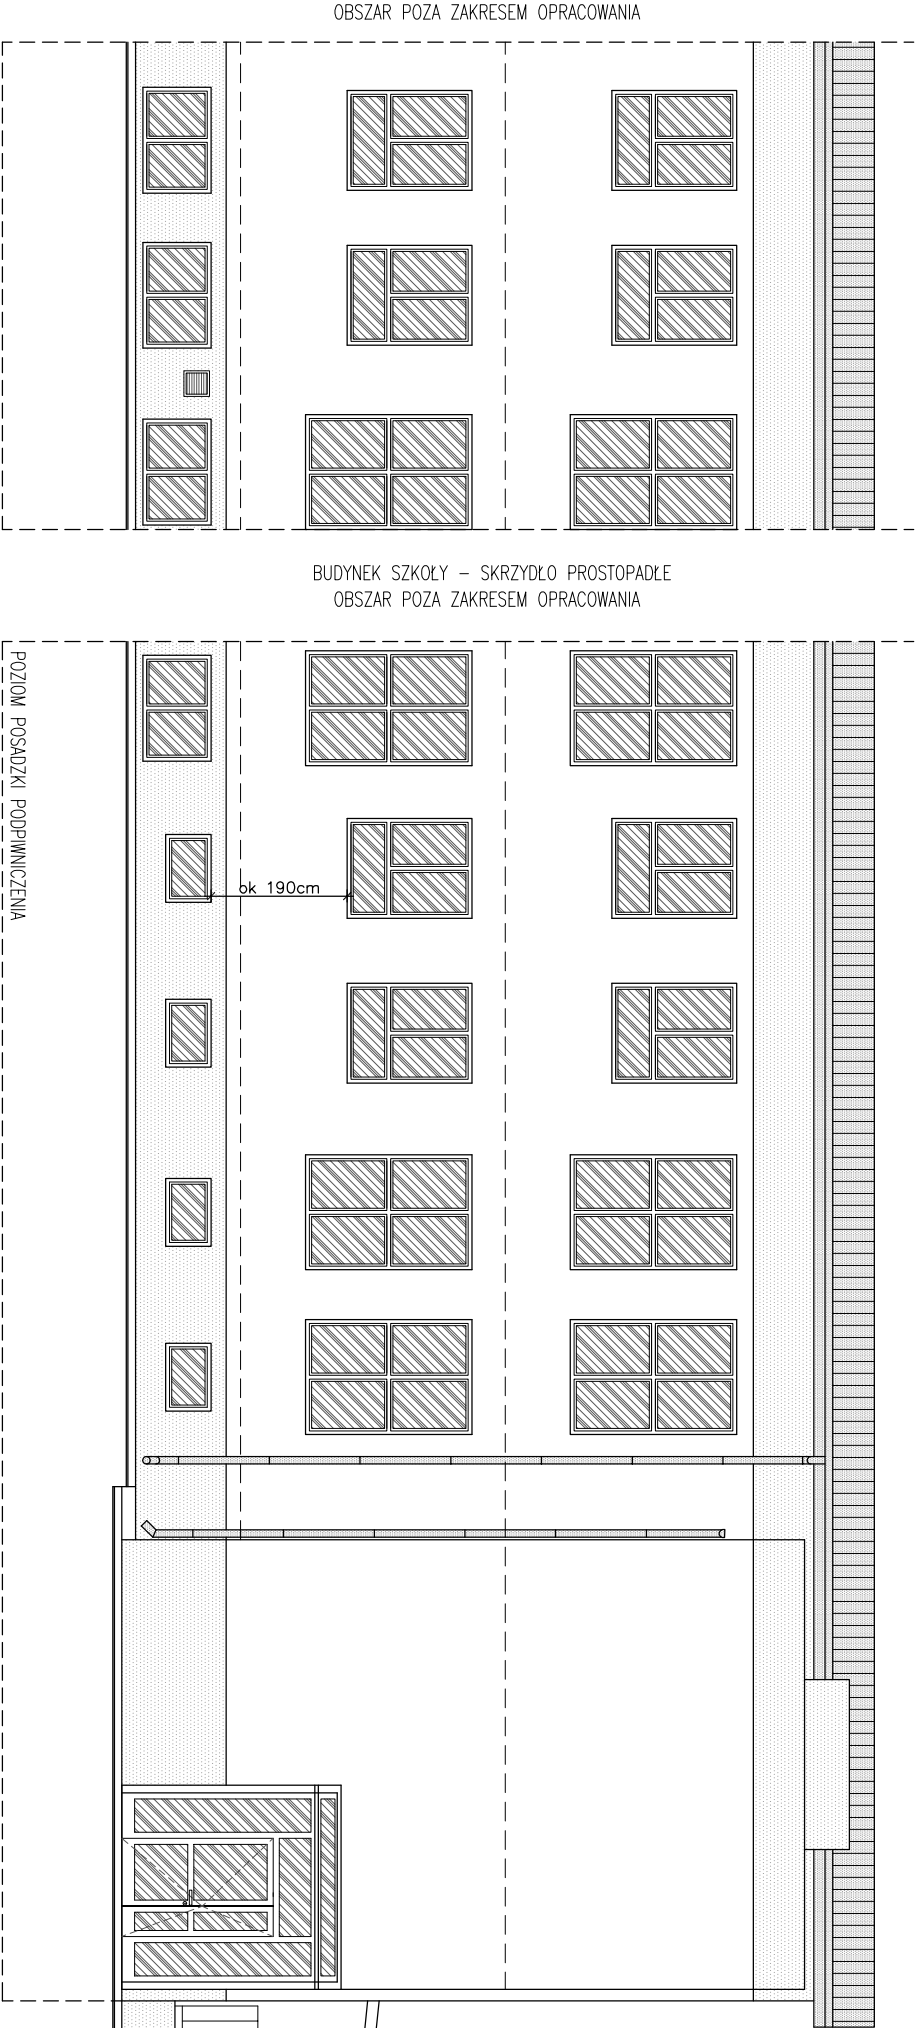 OBSZAR POZA ZAKRESEM OPRACOWANIA
BUDYNEK SZKOŁY – SKRZYDŁO PROSTOPADŁE
OBSZAR POZA ZAKRESEM OPRACOWANIA
POZIOM POSADZKI PODPIWNICZENIA
ok 190cm